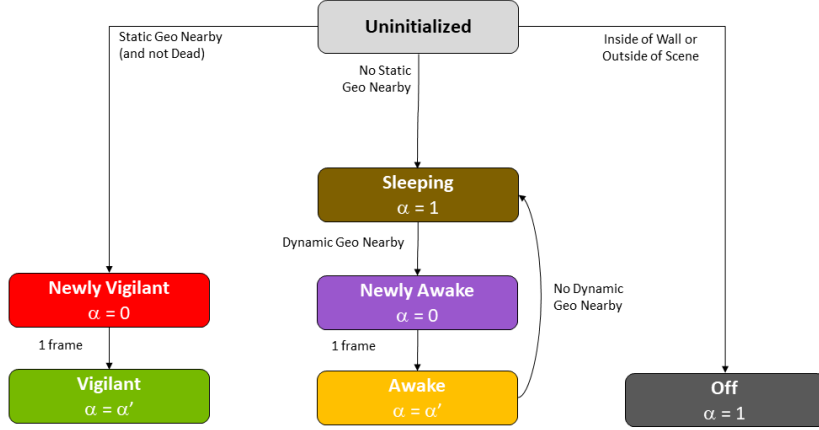 Uninitialized
Static Geo Nearby
(and not Dead)
No Static
Geo Nearby
Inside of Wall or
Outside of Scene
Sleeping
α = 1
Dynamic Geo Nearby
Newly Vigilant
α = 0
Newly Awake
α = 0
No Dynamic
Geo Nearby
1 frame
1 frame
Vigilant
α = α′
Awake
α = α′
Off
α = 1